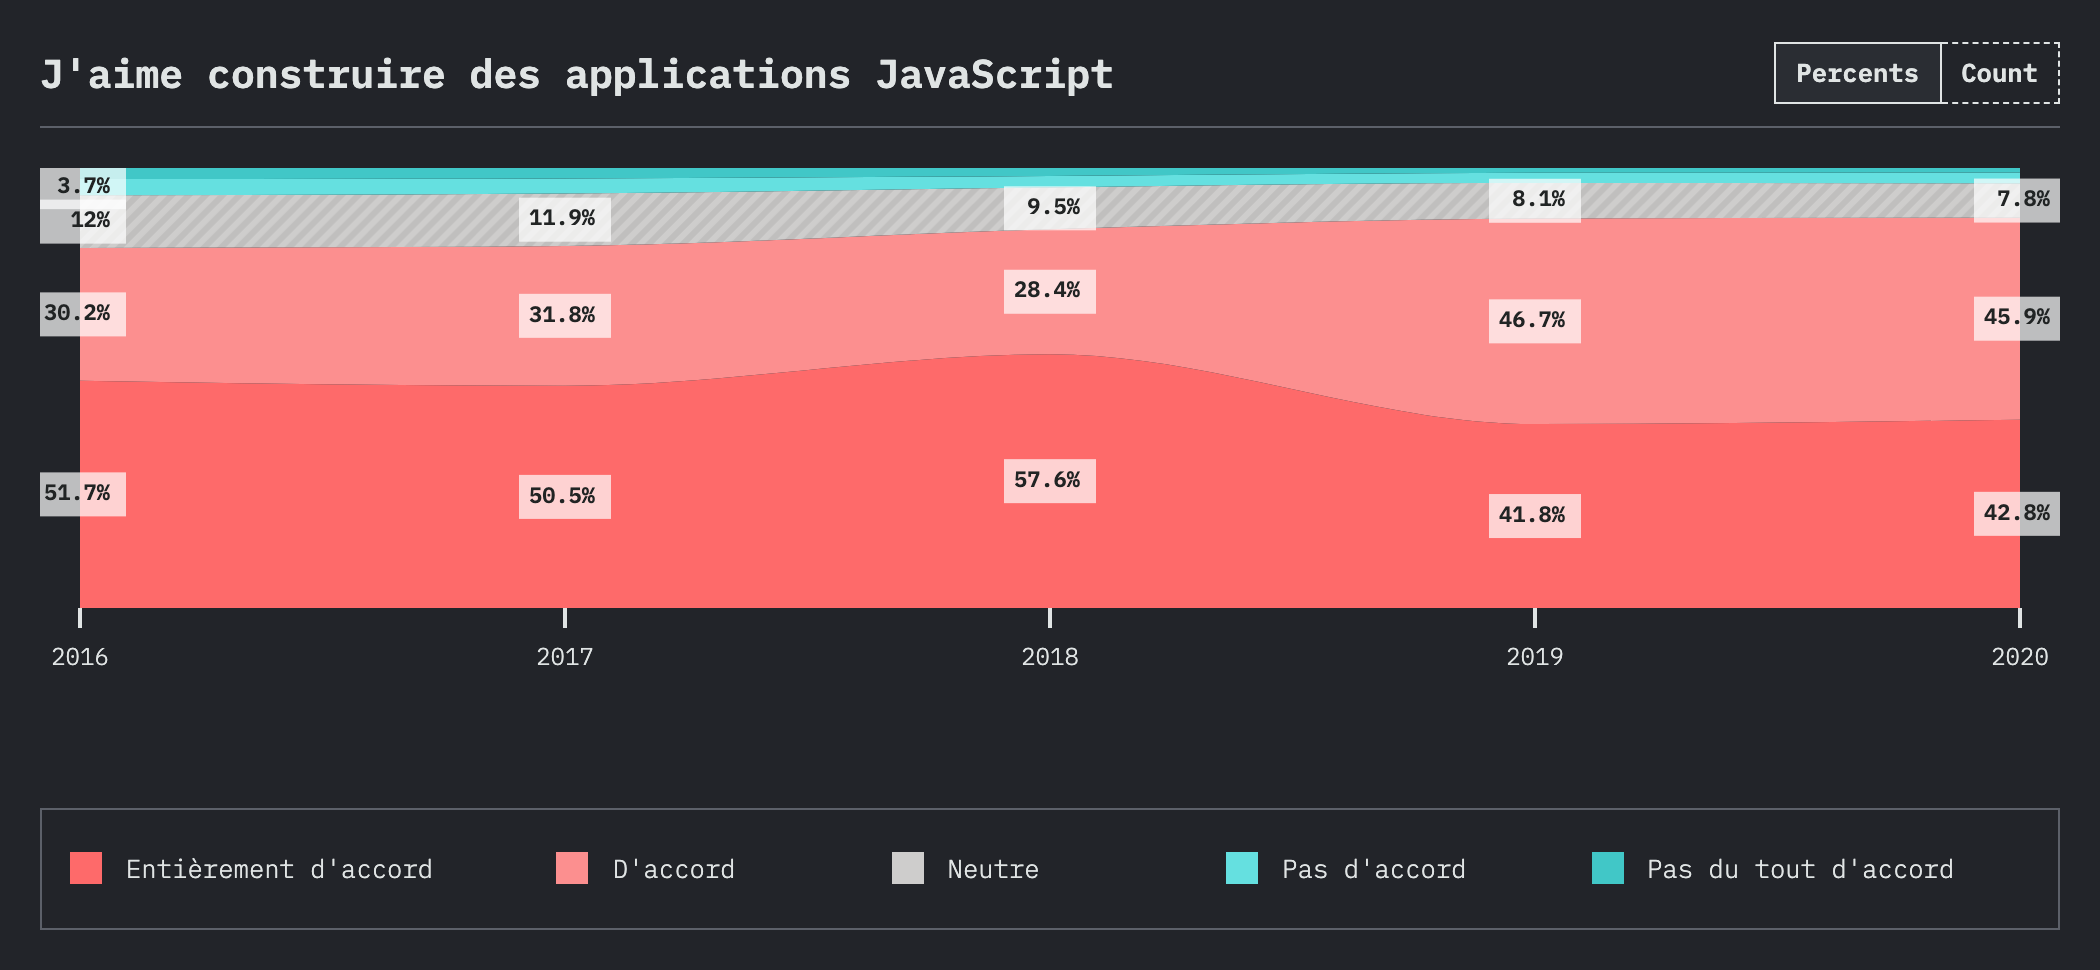 J'aime construire des applications JavaScript
Percents
Count
3.7%
12%
11.9%
9.5%
8.1%
7.8%
30.2%
31.8%
28.4%
46.7%
45.9%
51.7%
50.5%
57.6%
41.8%
42.8%
2016
2017
2018
2019
2020
Entièrement d'accord
D'accord
Neutre
Pas d'accord
Pas du tout d'accord